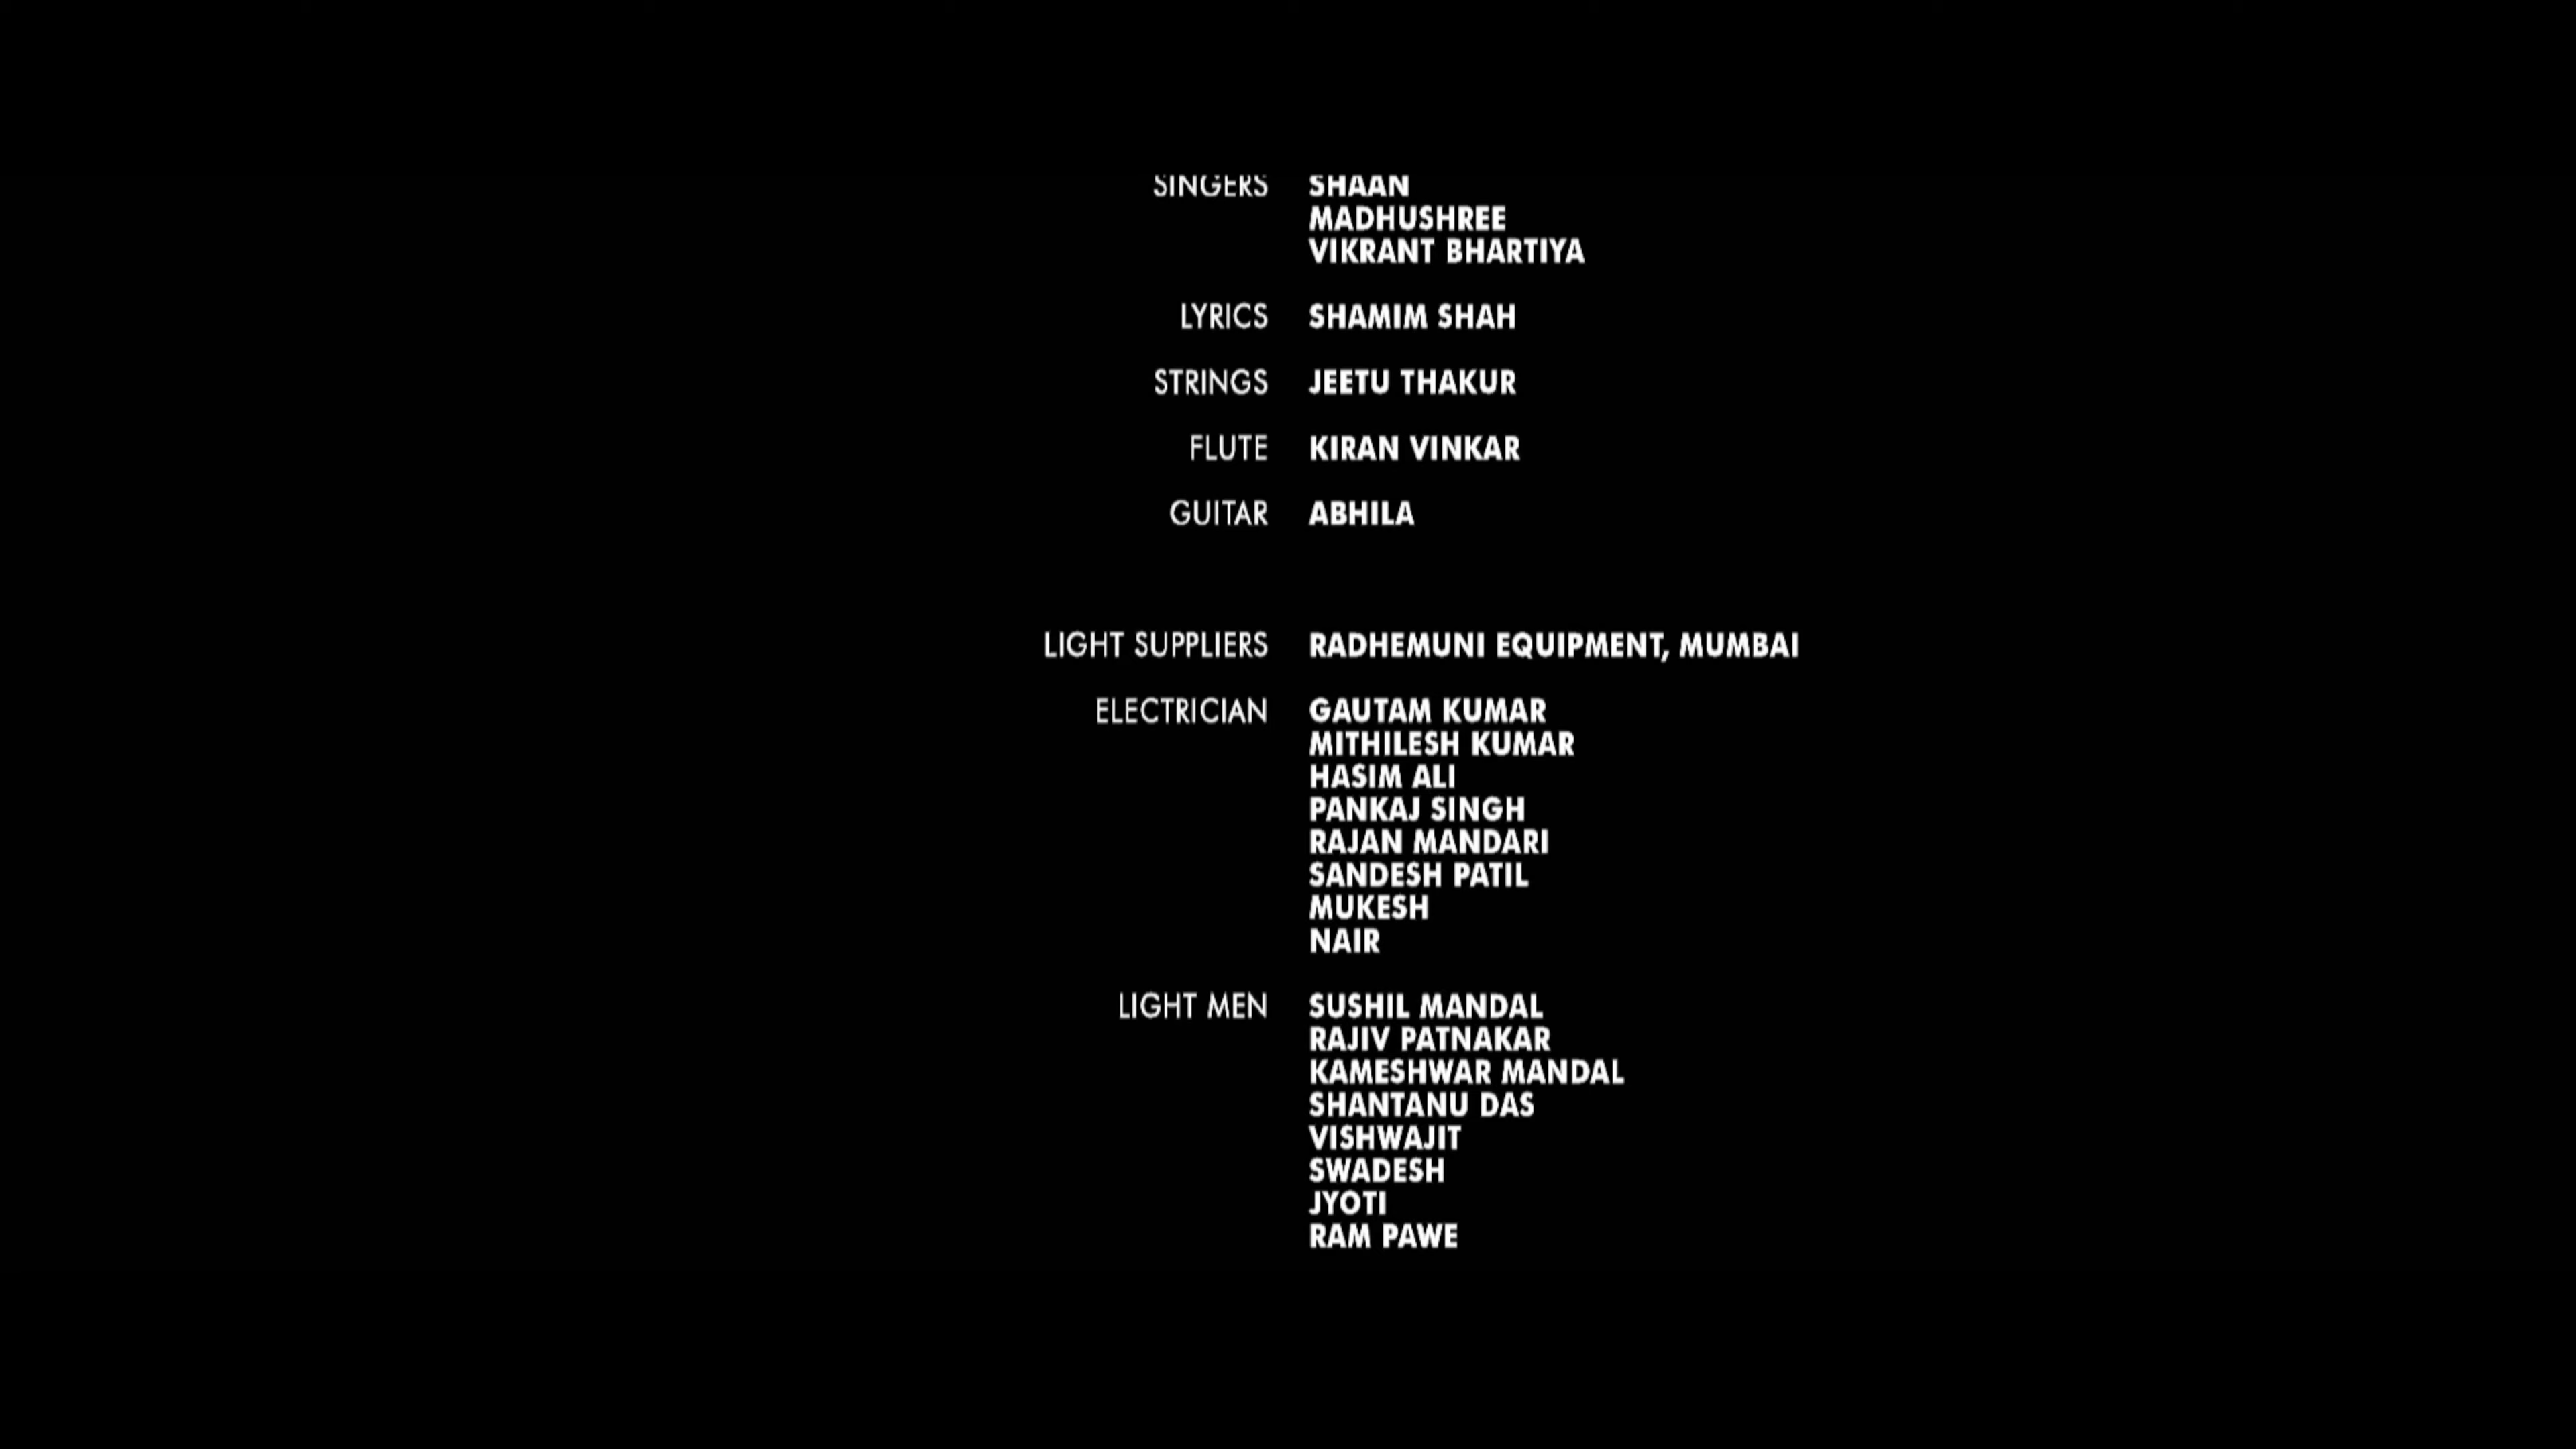 SINGERS SHAAN
MADHUSHREE
VIKRANT BHARTIYA
LYRICS SHAMIM SHAH
STRINGS JEETU THAKUR
FLUTE KIRAN VINKAR
GUITAR ABHILA
LIGHT SUPPLIERS RADHEMUNI EQUIPMENT, MUMBAI
ELECTRICIAN GAUTAM KUMAR
MITHILESH KUMAR
HASIM ALI
PANKAJ SINGH
RAJAN MANDARI
SANDESH PATIL
MUKESH
NAIR
LIGHT MEN SUSHIL MANDAL
RAJIV PATNAKAR
KAMESHWAR MANDAL
SHANTANU DAS
VISHWAJIT
SWADESH
JYOTI
RAM PAWE